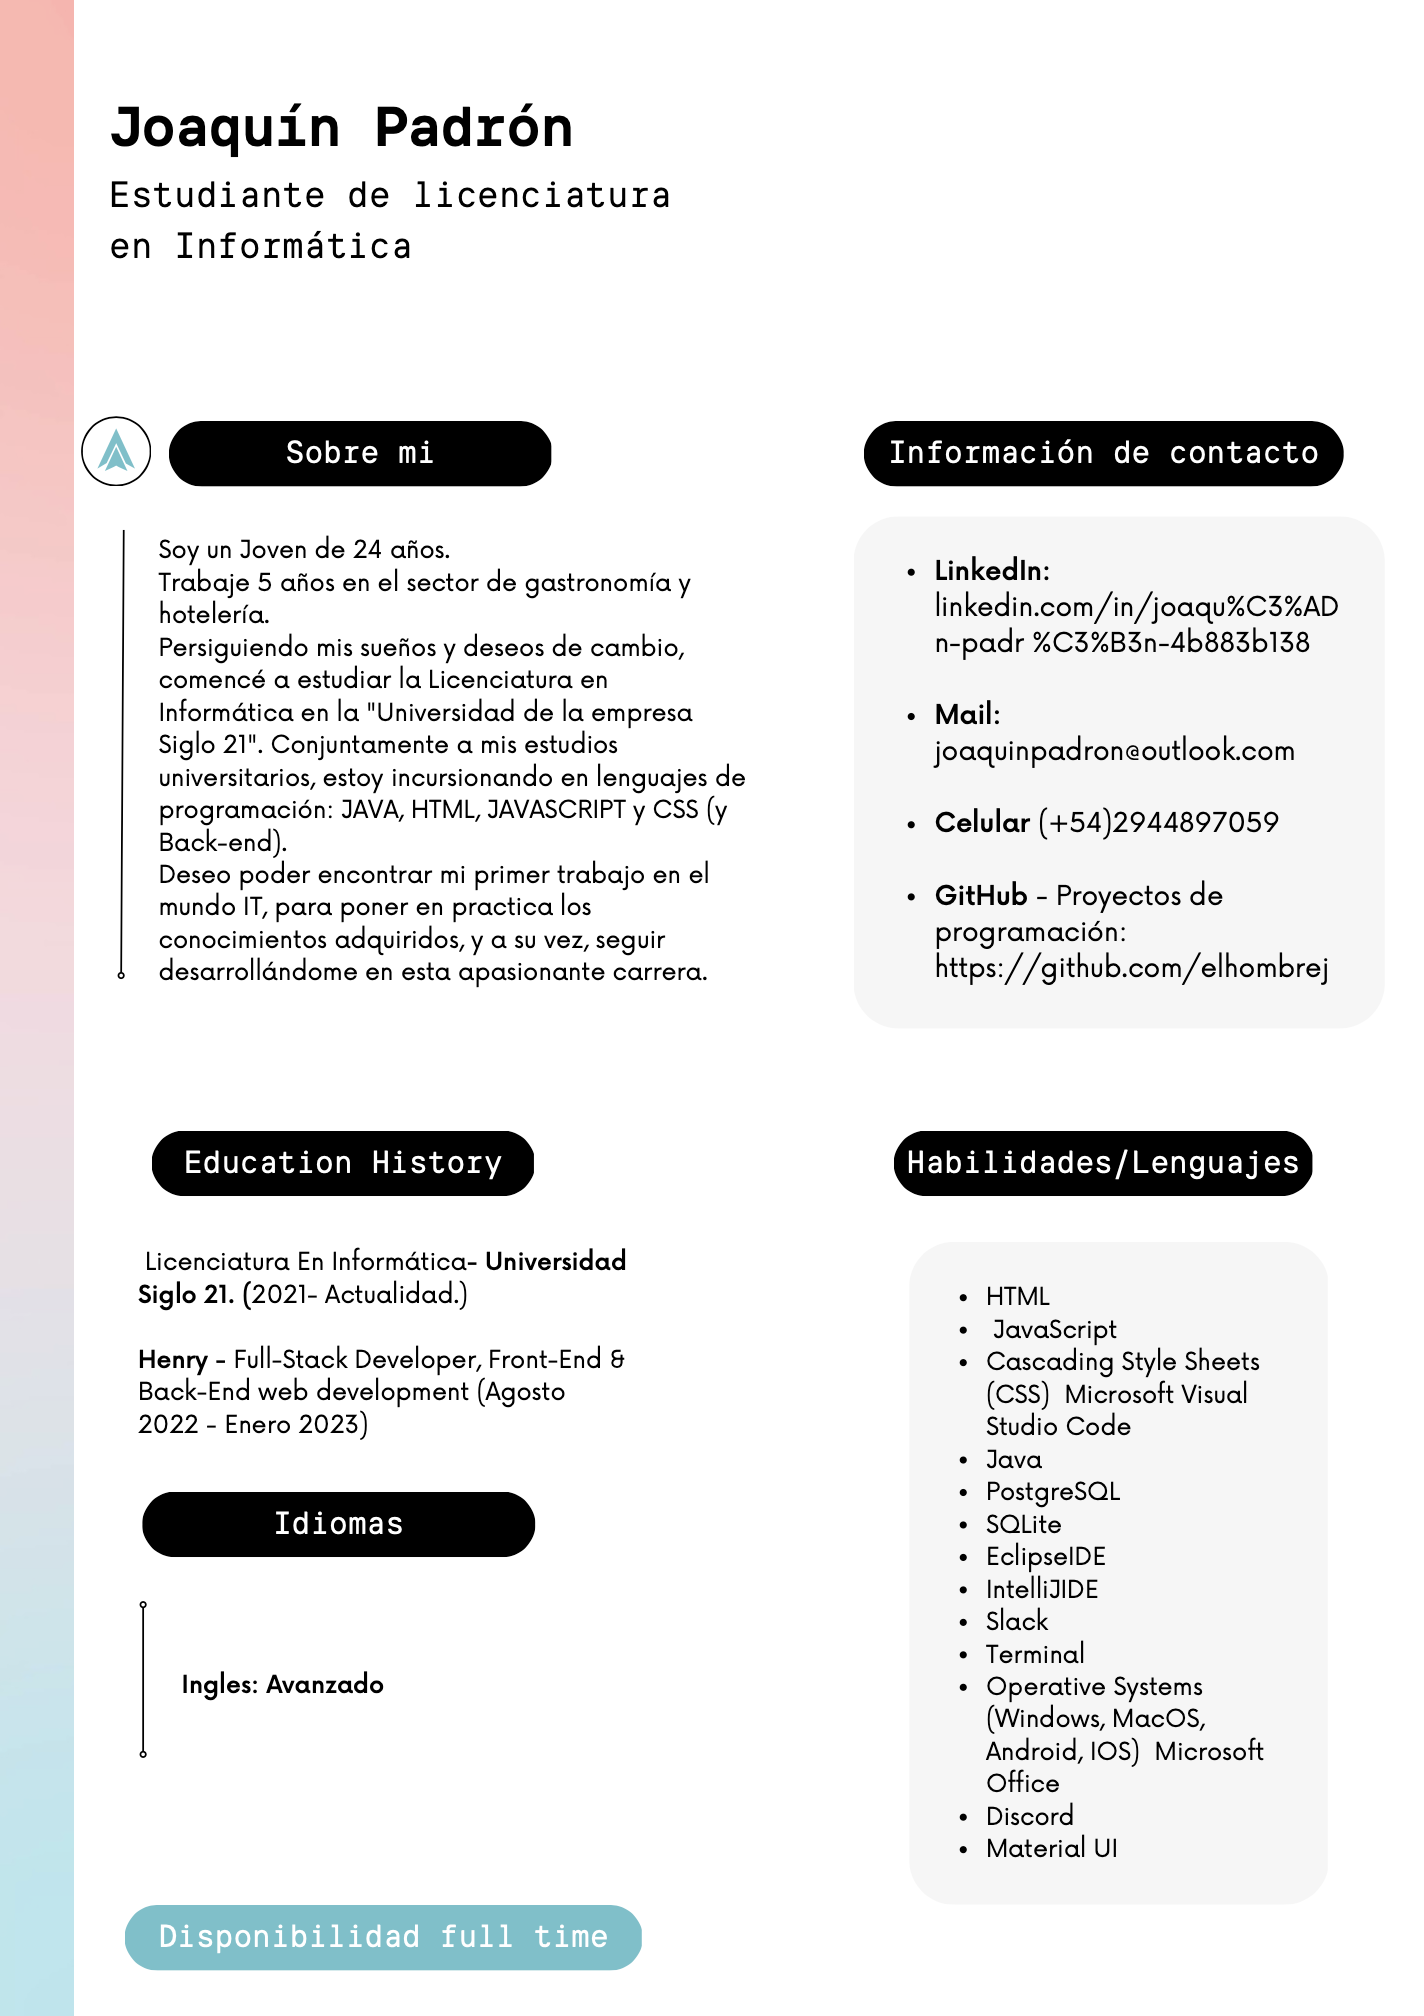 Joaquín Padrón
Estudiante de licenciatura
en Informática
Sobre mi
Soy un Joven de 24 años.
Trabaje 5 años en el sector de gastronomía y
hotelería.
Persiguiendo mis sueños y deseos de cambio,
comencé a estudiar la Licenciatura en
Informática en la "Universidad de la empresa
Siglo 21". Conjuntamente a mis estudios
universitarios, estoy incursionando en lenguajes de
programación: JAVA, HTML, JAVASCRIPT y CSS (y
Back-end).
Deseo poder encontrar mi primer trabajo en el
mundo IT, para poner en practica los
conocimientos adquiridos, y a su vez, seguir
desarrollándome en esta apasionante carrera.
Información de contacto
• LinkedIn:
linkedin.com/in/joaqu%C3%AD
n-padr %C3%B3n-4b883b138
• Mail:
joaquinpadron@outlook.com
• Celular (+54)2944897059
• GitHub - Proyectos de
programación:
https://github.com/elhombrej
Education History
Licenciatura En Informática- Universidad
Siglo 21. (2021- Actualidad.)
Henry - Full-Stack Developer, Front-End &
Back-End web development (Agosto
2022 - Enero 2023)
Idiomas
Ingles: Avanzado
Disponibilidad full time
Habilidades/Lenguajes
• HTML
• JavaScript
• Cascading Style Sheets
(CSS)  Microsoft Visual
Studio Code
• Java
• PostgreSQL
• SQLite
• EclipseIDE
• IntelliJIDE
• Slack
• Terminal
• Operative Systems
(Windows, MacOS,
Android, IOS)  Microsoft
Office
• Discord
• Material UI